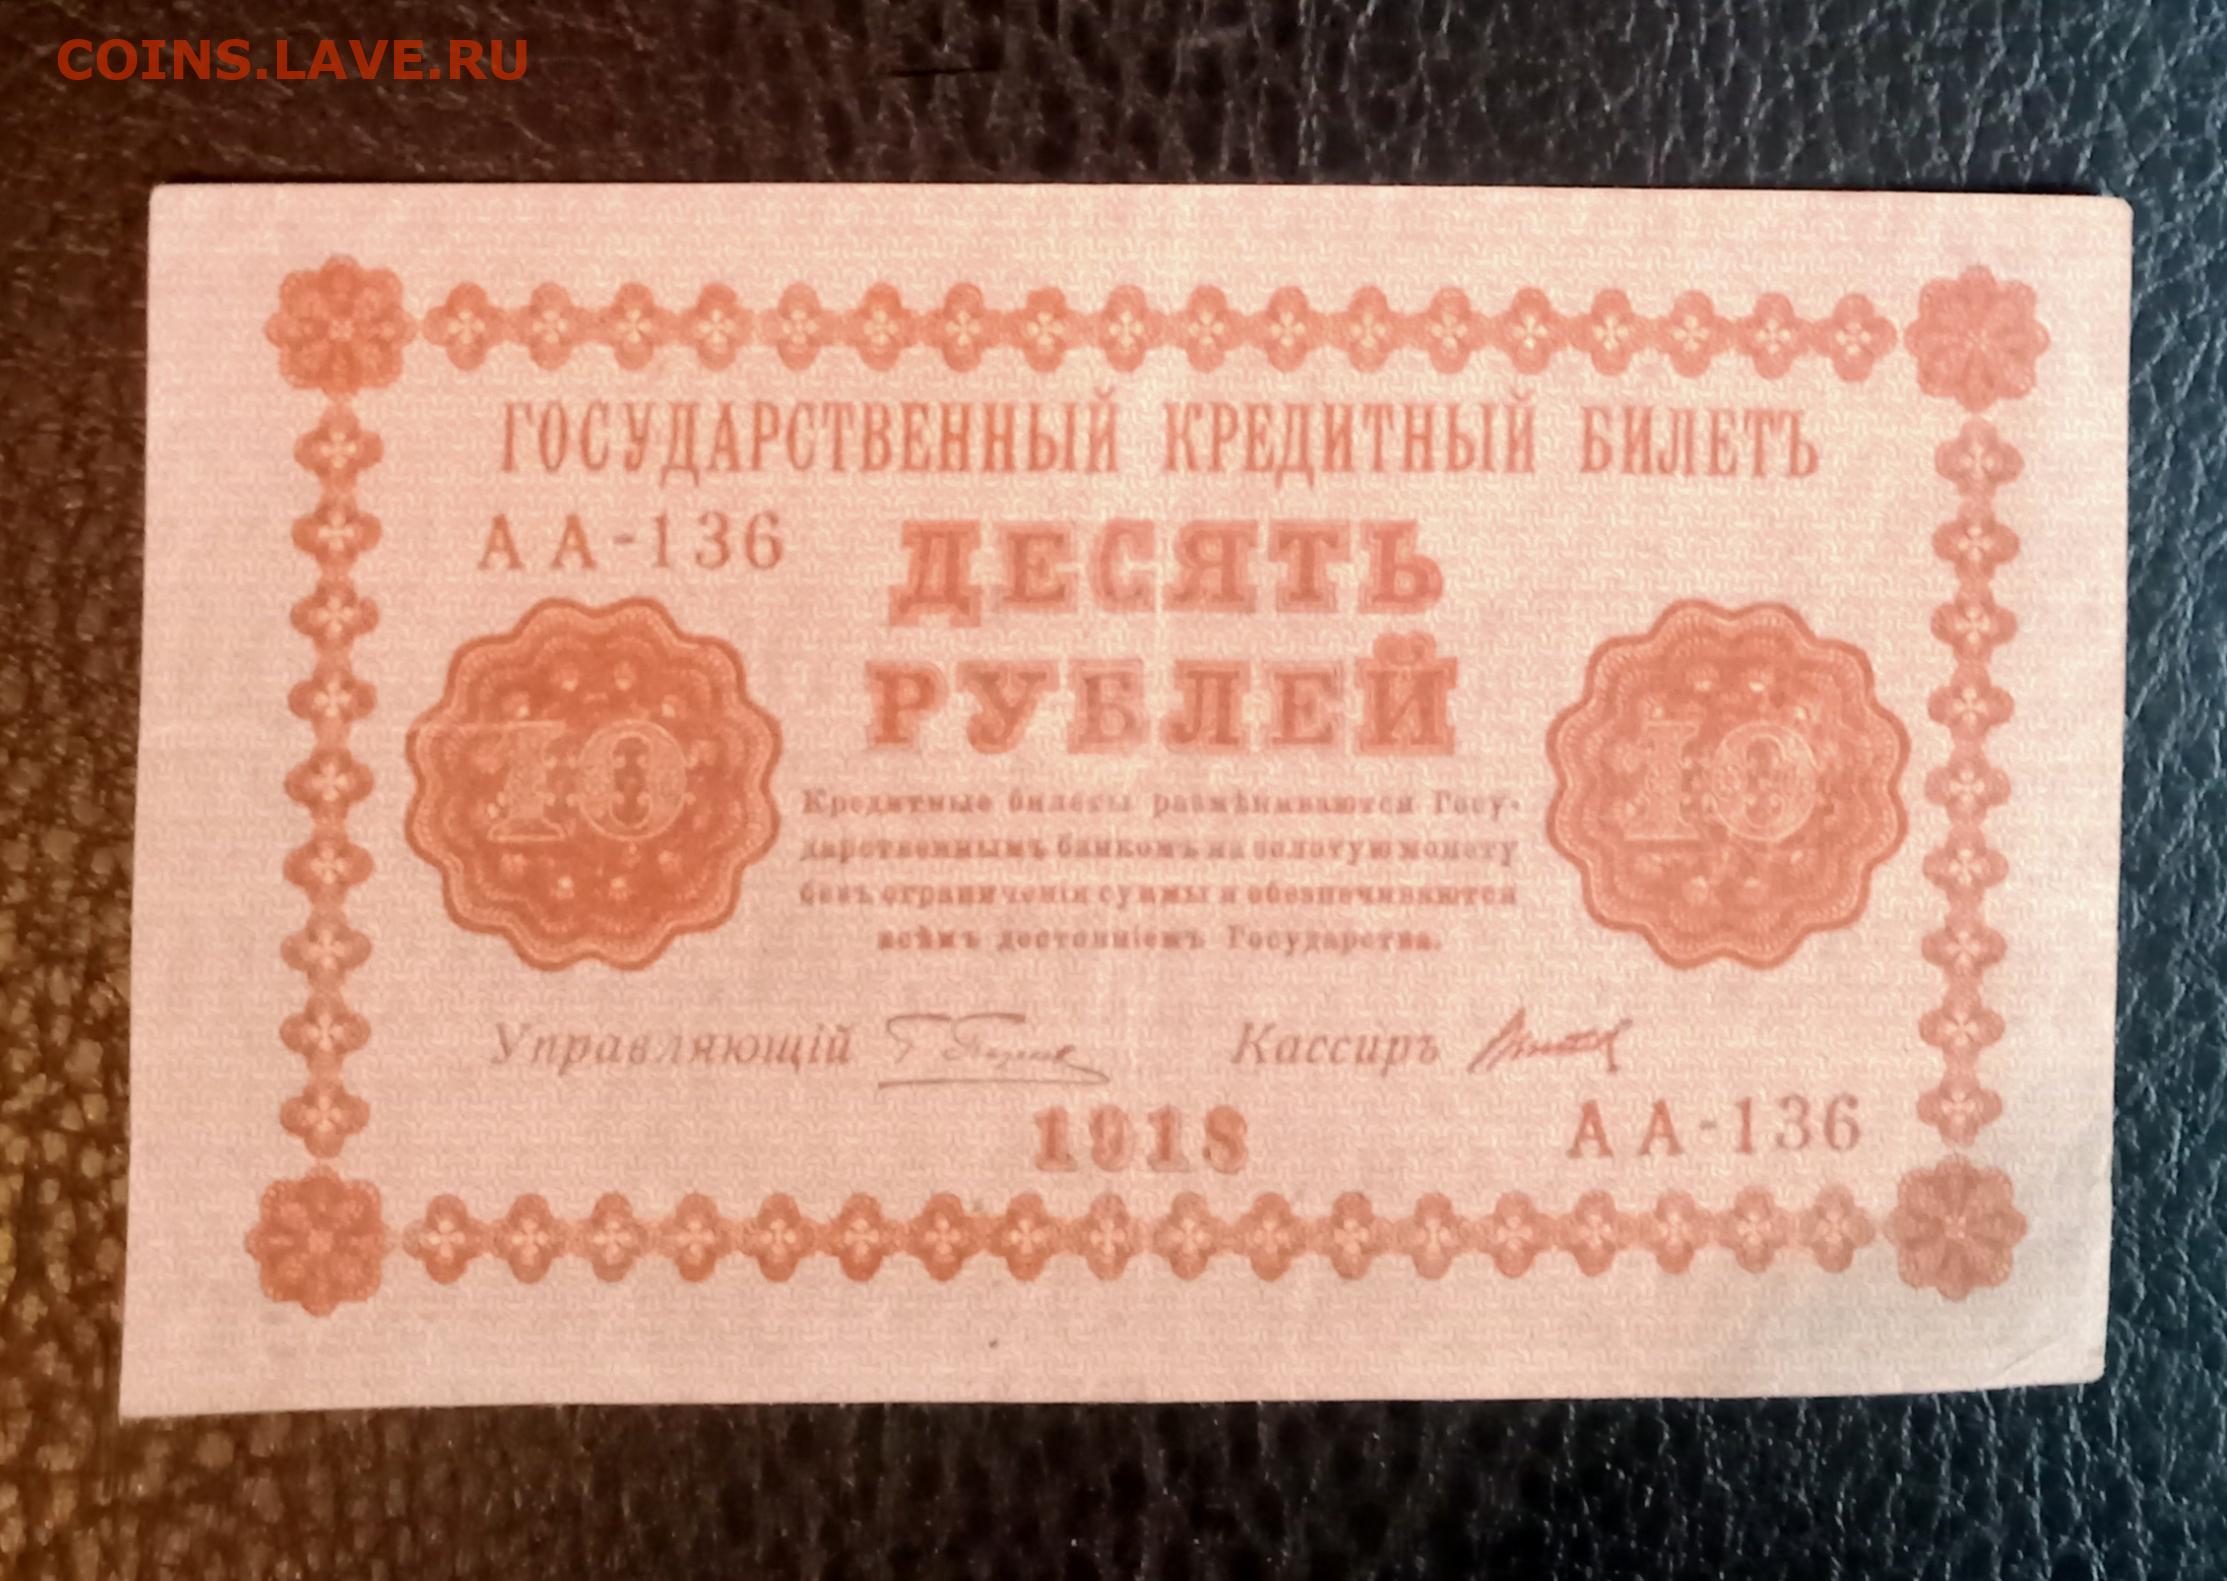 COINS.LAVE.RU
ГОСУДАРСТВЕННЫЙ КРЕДИТНЫЙ БИЛЕТЪ
АА-136
ДЕСЯТЬ
РУБЛЕЙ
10
10
Кредитные билеты размѣниваются Госу-
дарственнымъ банкомъ на золотую монету
безъ ограниченія суммы и обезпечиваются
всѣмъ достояніемъ Государства.
Управляющій
Кассиръ
1918
АА-136